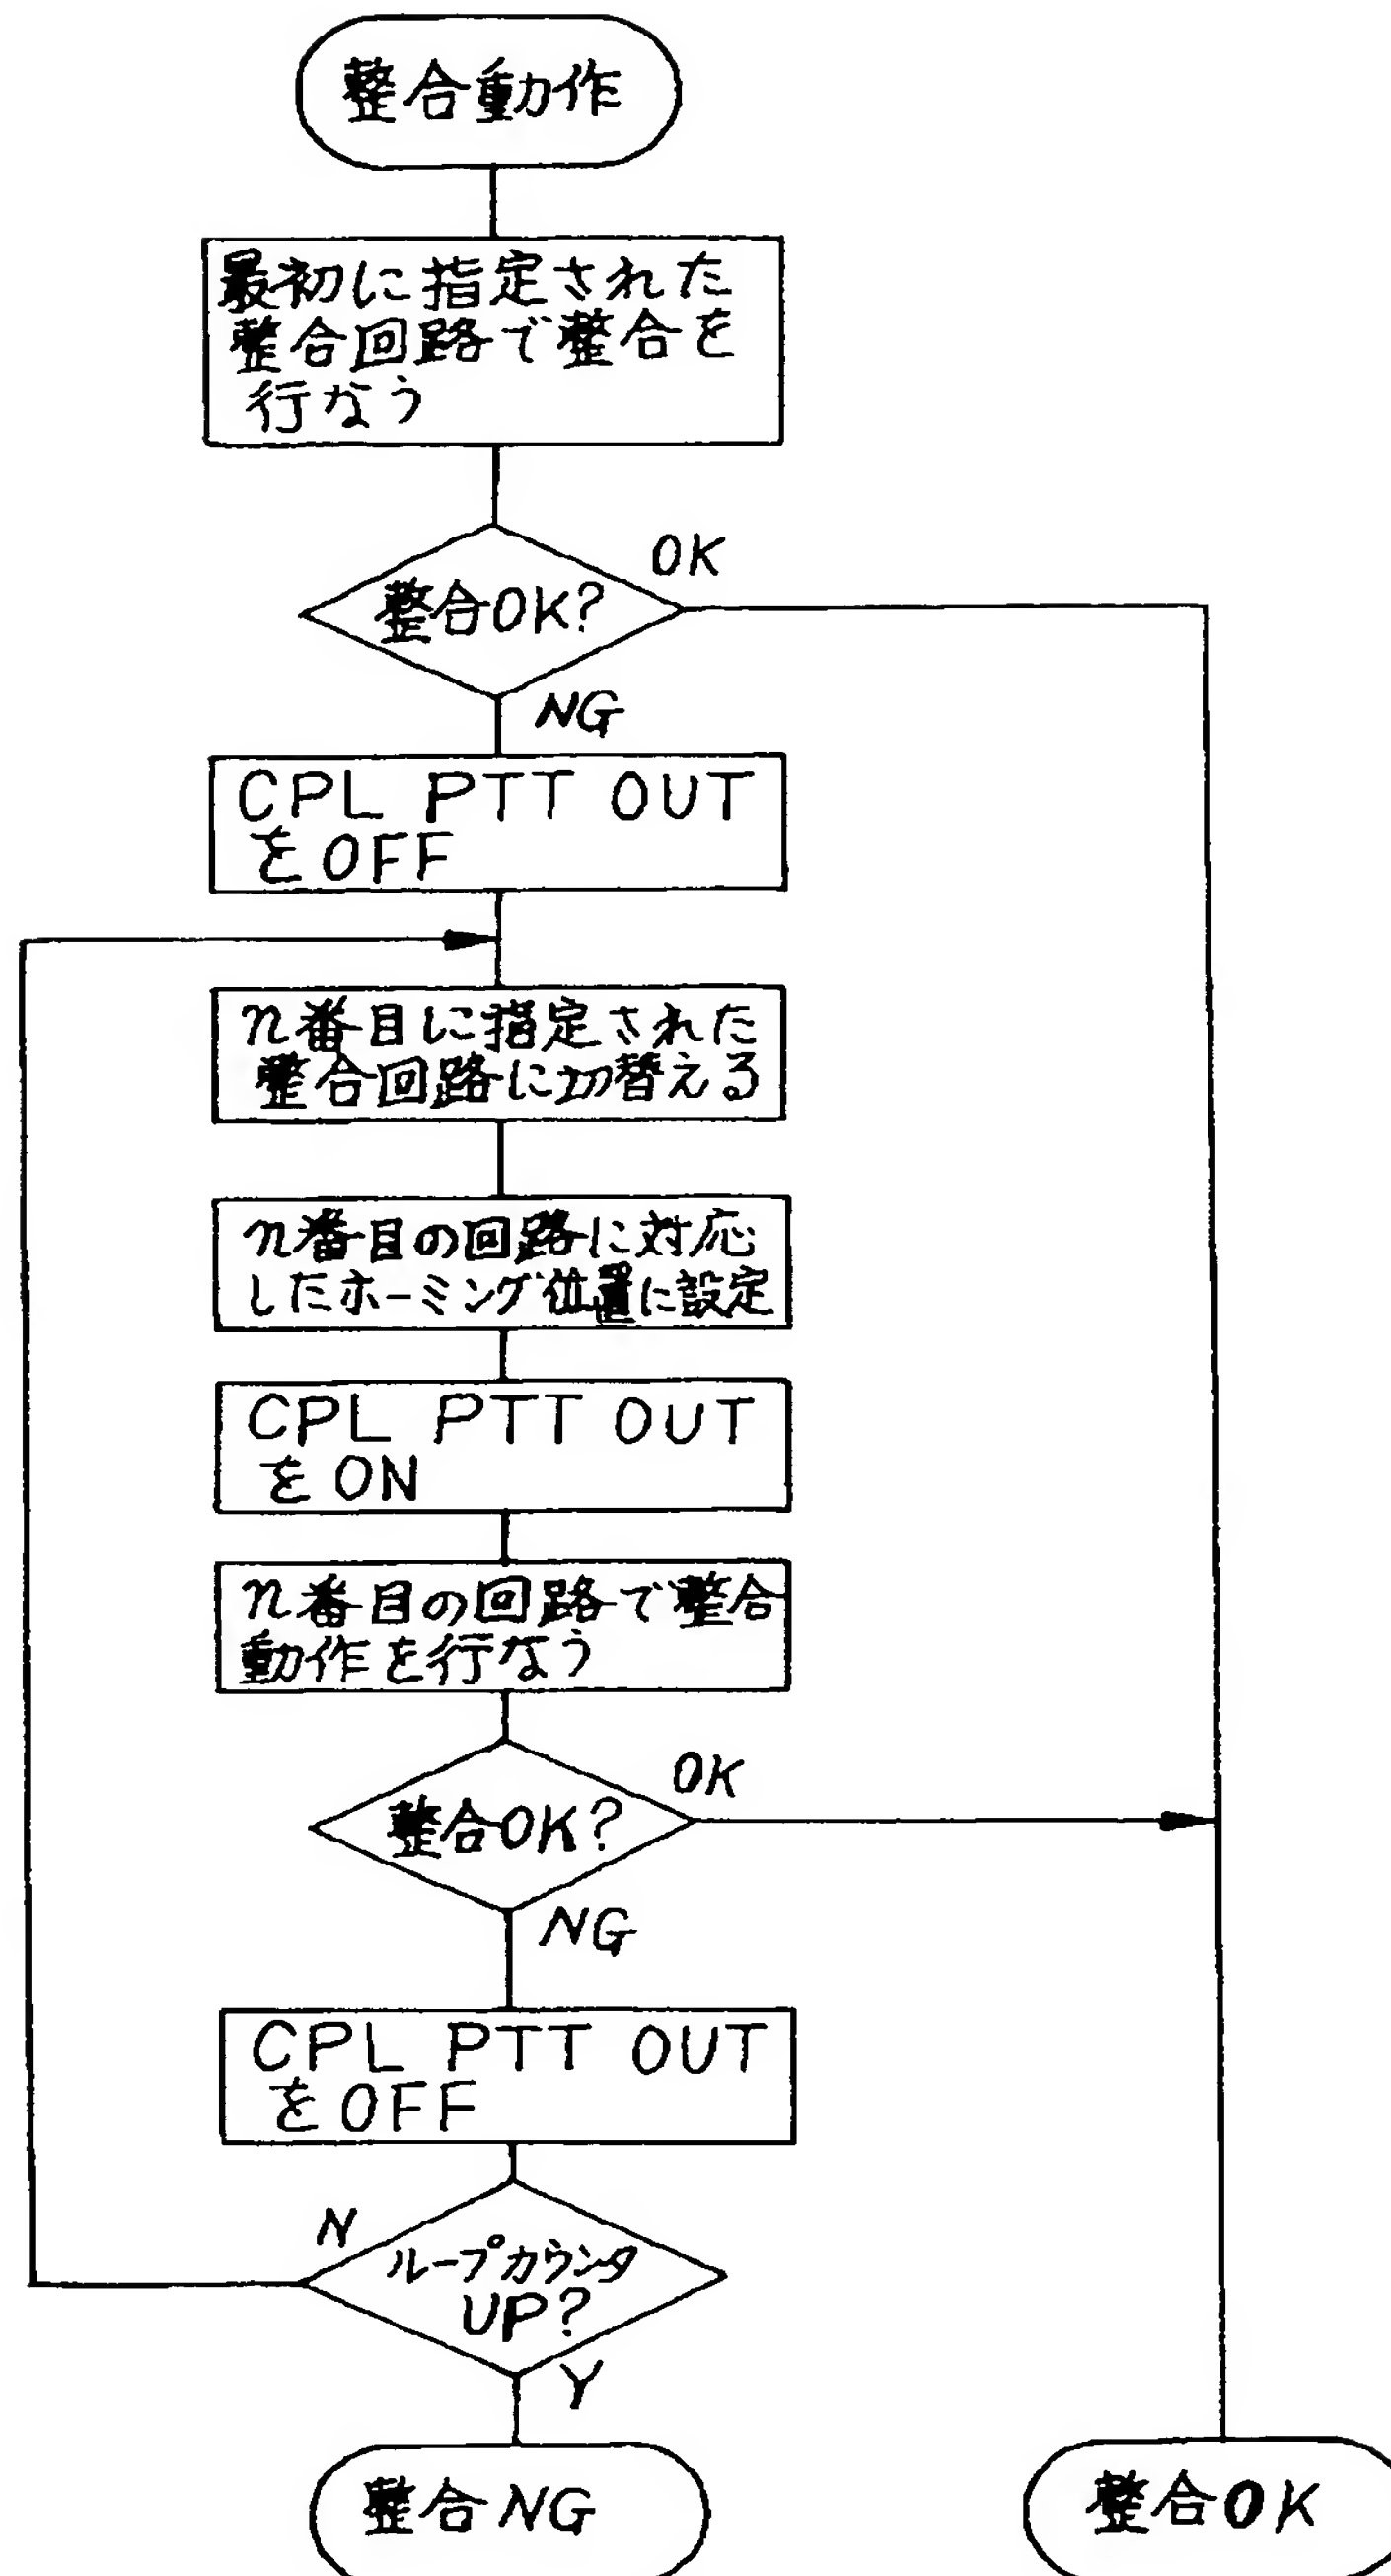 整合動作
最初に指定された
整合回路で整合を
行なう
整合OK?
OK
NG
CPL PTT OUT
をOFF
n番目に指定された
整合回路に切替える
n番目の回路に対応
したホーミング位置に設定
CPL PTT OUT
をON
n番目の回路で整合
動作を行なう
整合OK?
OK
NG
CPL PTT OUT
をOFF
N
ループカウンタ
UP?
Y
整合NG
整合OK